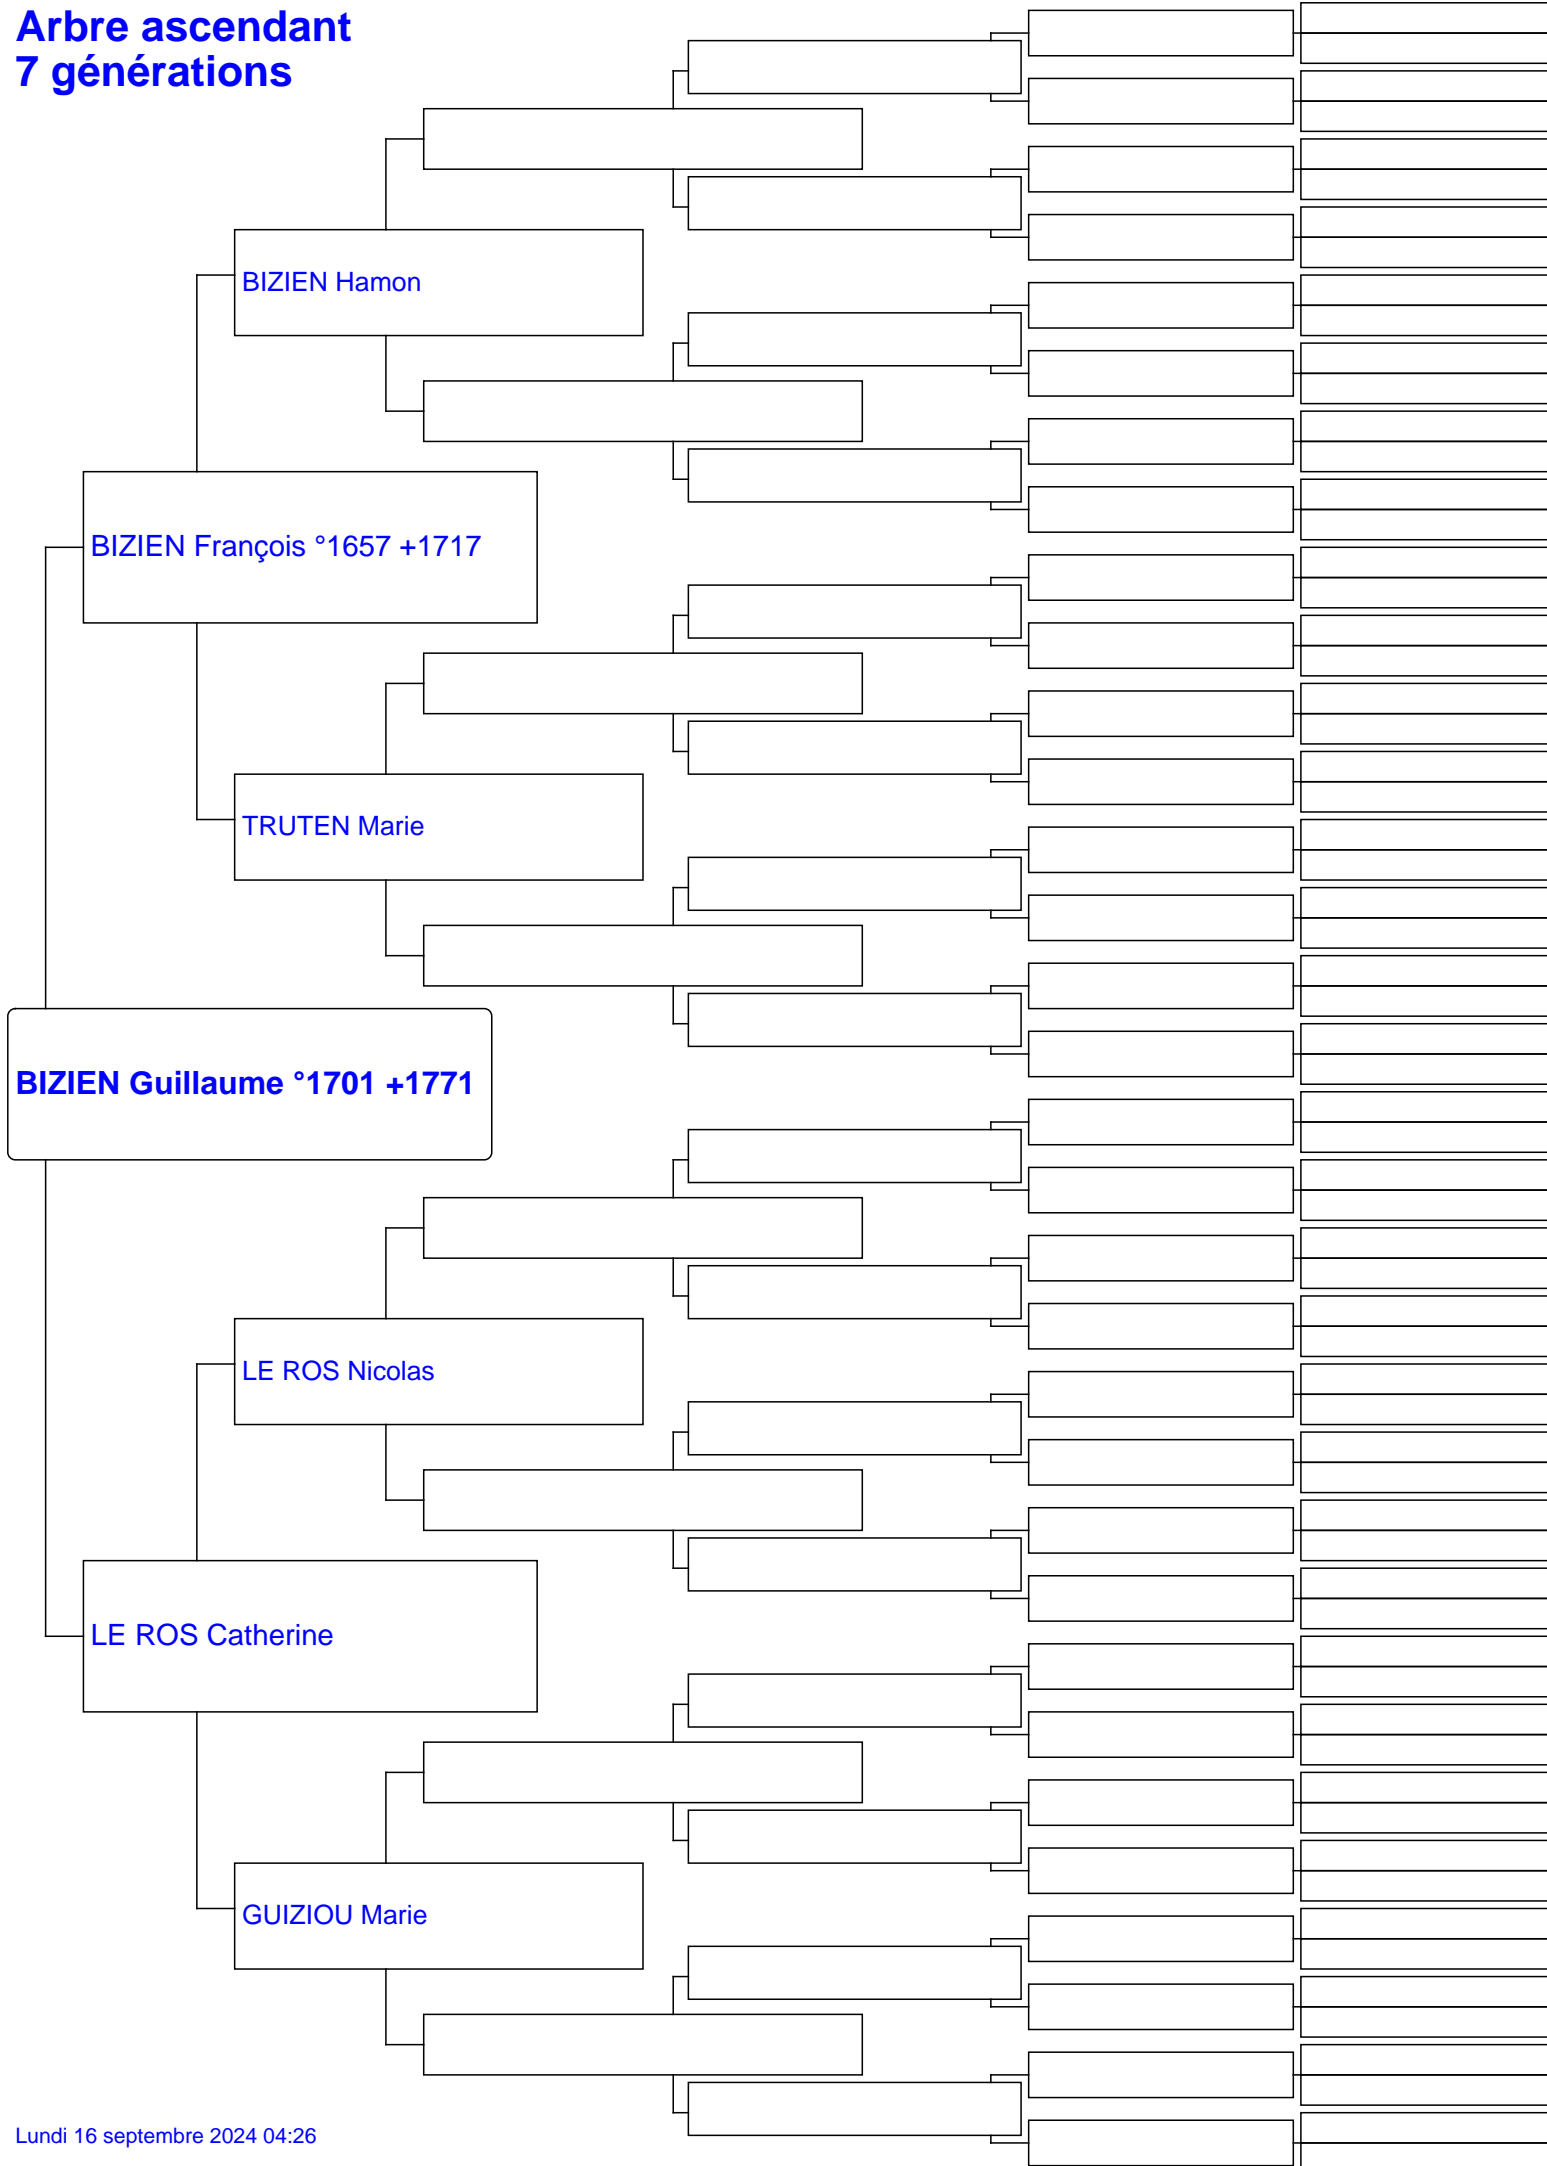 Arbre ascendant
7 générations
BIZIEN Hamon
BIZIEN François °1657 +1717
TRUTEN Marie
BIZIEN Guillaume °1701 +1771
LE ROS Nicolas
LE ROS Catherine
GUIZIOU Marie
Lundi 16 septembre 2024 04:26